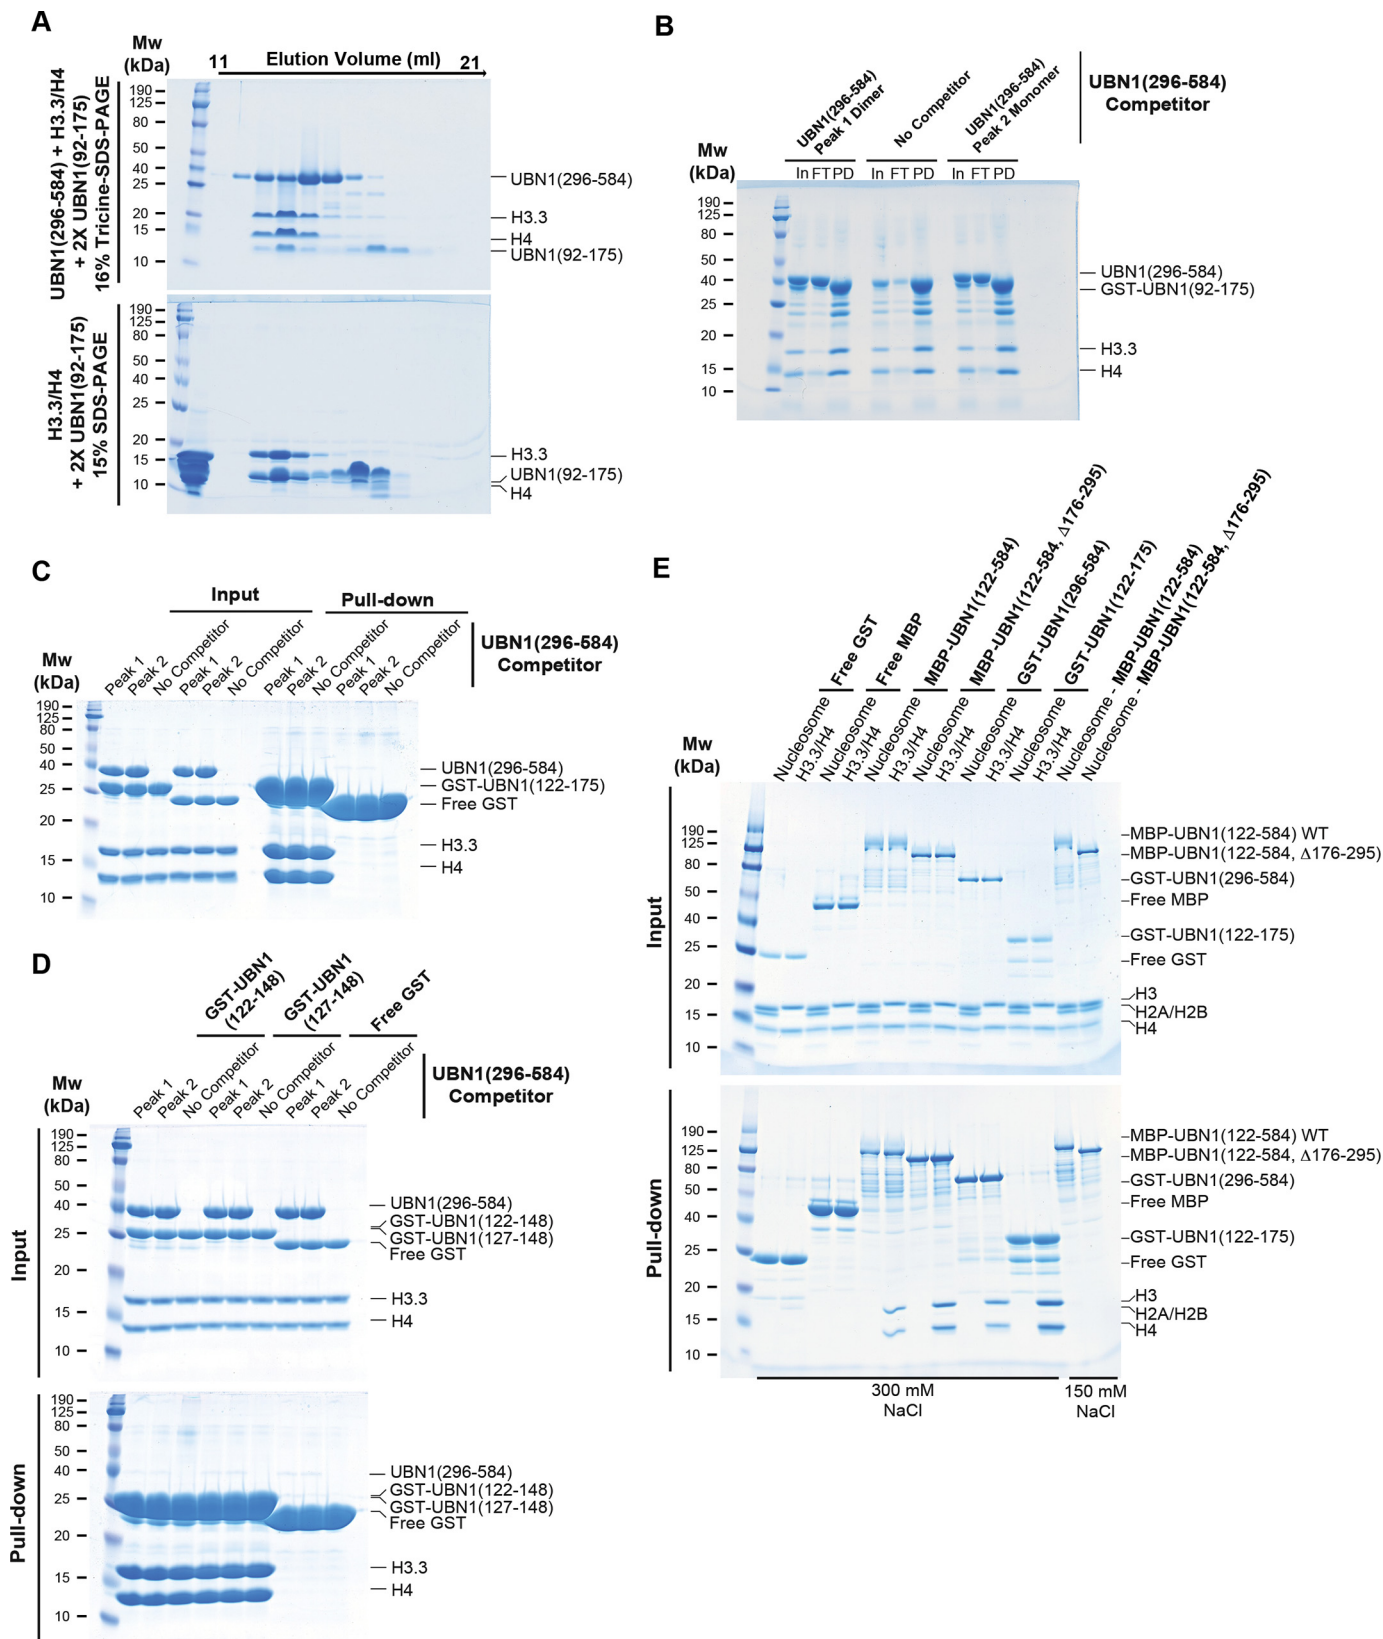 A
Mw
(kDa)
11
Elution Volume (ml)
21
UBN1(296-584) + H3.3/H4
+ 2X UBN1(92-175)
16% Tricine-SDS-PAGE
190
125
80
50
40
25
20
15
10
UBN1(296-584)
H3.3
H4
UBN1(92-175)
H3.3/H4
+ 2X UBN1(92-175)
15% SDS-PAGE
190
125
80
50
40
25
20
15
10
H3.3
UBN1(92-175)
H4
B
UBN1(296-584)
Peak 1 Dimer
No Competitor
UBN1(296-584)
Peak 2 Monomer
UBN1(296-584)
Competitor
Mw
(kDa)
In FT PD In FT PD In FT PD
190
125
80
50
40
25
20
15
10
UBN1(296-584)
GST-UBN1(92-175)
H3.3
H4
C
Input
Pull-down
Peak 1
Peak 2
No Competitor
Peak 1
Peak 2
No Competitor
Peak 1
Peak 2
No Competitor
Peak 1
Peak 2
No Competitor
UBN1(296-584)
Competitor
Mw
(kDa)
190
125
80
50
40
25
20
15
10
UBN1(296-584)
GST-UBN1(122-175)
Free GST
H3.3
H4
D
GST-UBN1
(122-148)
GST-UBN1
(127-148)
Free GST
Peak 1
Peak 2
No Competitor
Peak 1
Peak 2
No Competitor
Peak 1
Peak 2
No Competitor
UBN1(296-584)
Competitor
Mw
(kDa)
Input
190
125
80
50
40
25
20
15
10
UBN1(296-584)
GST-UBN1(122-148)
GST-UBN1(127-148)
Free GST
H3.3
H4
Pull-down
190
125
80
50
40
25
20
15
10
UBN1(296-584)
GST-UBN1(122-148)
GST-UBN1(127-148)
Free GST
H3.3
H4
E
Free GST
Free MBP
MBP-UBN1(122-584)
MBP-UBN1(122-584, Δ176-295)
GST-UBN1(296-584)
GST-UBN1(122-175)
Nucleosome
H3.3/H4
Nucleosome
H3.3/H4
Nucleosome
H3.3/H4
Nucleosome
H3.3/H4
Nucleosome
H3.3/H4
Nucleosome
H3.3/H4
Nucleosome - MBP-UBN1(122-584)
Nucleosome - MBP-UBN1(122-584, Δ176-295)
Mw
(kDa)
Input
190
125
80
50
40
25
20
15
10
MBP-UBN1(122-584) WT
MBP-UBN1(122-584, Δ176-295)
GST-UBN1(296-584)
Free MBP
GST-UBN1(122-175)
Free GST
H3
H2A/H2B
H4
Pull-down
190
125
80
50
40
25
20
15
10
MBP-UBN1(122-584) WT
MBP-UBN1(122-584, Δ176-295)
GST-UBN1(296-584)
Free MBP
GST-UBN1(122-175)
Free GST
H3
H2A/H2B
H4
300 mM
NaCl
150 mM
NaCl